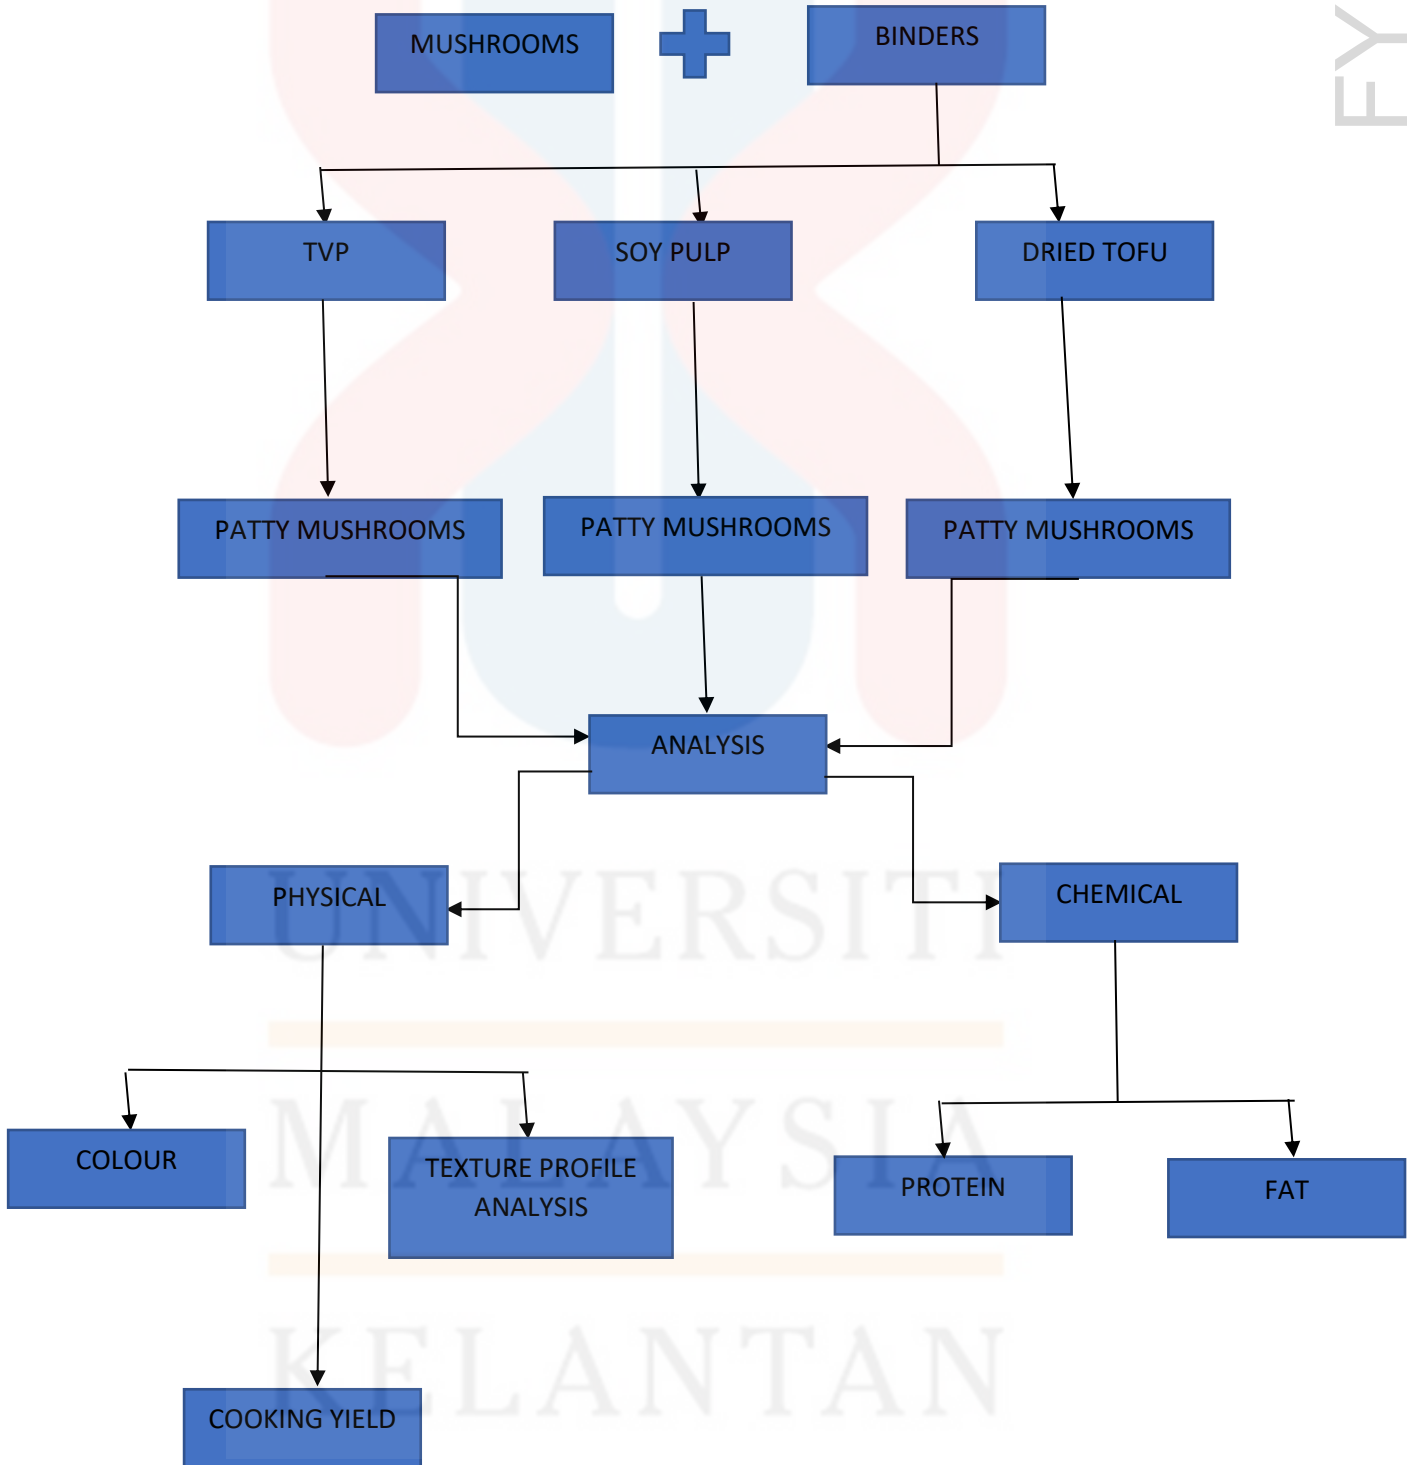 MUSHROOMS
BINDERS
FY
TVP
SOY PULP
DRIED TOFU
PATTY MUSHROOMS
PATTY MUSHROOMS
PATTY MUSHROOMS
ANALYSIS
PHYSICAL
CHEMICAL
UNIVERSITI
COLOUR
TEXTURE PROFILE
ANALYSIS
PROTEIN
FAT
MALAYSIA
COOKING YIELD
KELANTAN